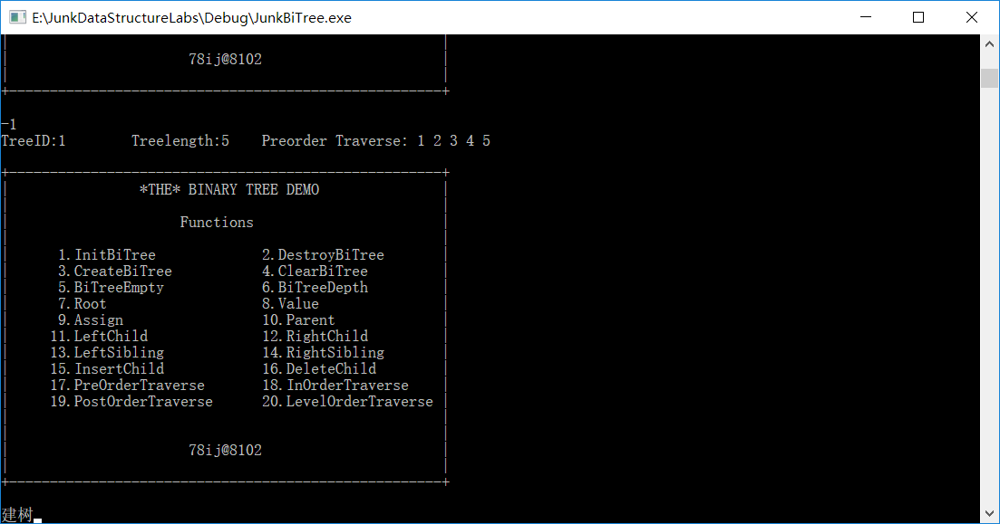 E:\JunkDataStructureLabs\Debug\JunkBiTree.exe
78ij@8102
-1
TreeID:1 Treelength:5 Preorder Traverse: 1 2 3 4 5
*THE* BINARY TREE DEMO
Functions
1.InitBiTree 2.DestroyBiTree
3.CreateBiTree 4.ClearBiTree
5.BiTreeEmpty 6.BiTreeDepth
7.Root 8.Value
9.Assign 10.Parent
11.LeftChild 12.RightChild
13.LeftSibling 14.RightSibling
15.InsertChild 16.DeleteChild
17.PreOrderTraverse 18.InOrderTraverse
19.PostOrderTraverse 20.LevelOrderTraverse
78ij@8102
建树